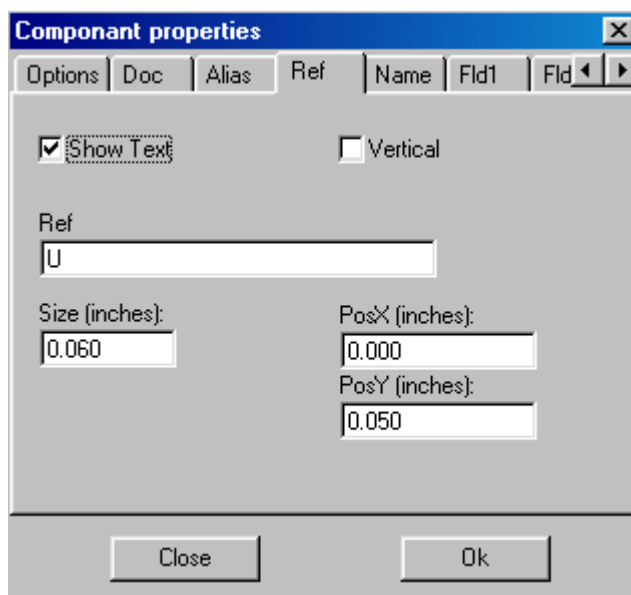 Componant properties
Options Doc Alias Ref Name Fld1 Fld
Show Text Vertical
Ref
U
Size (inches): PosX (inches):
0.060 0.000
PosY (inches):
0.050
Close Ok